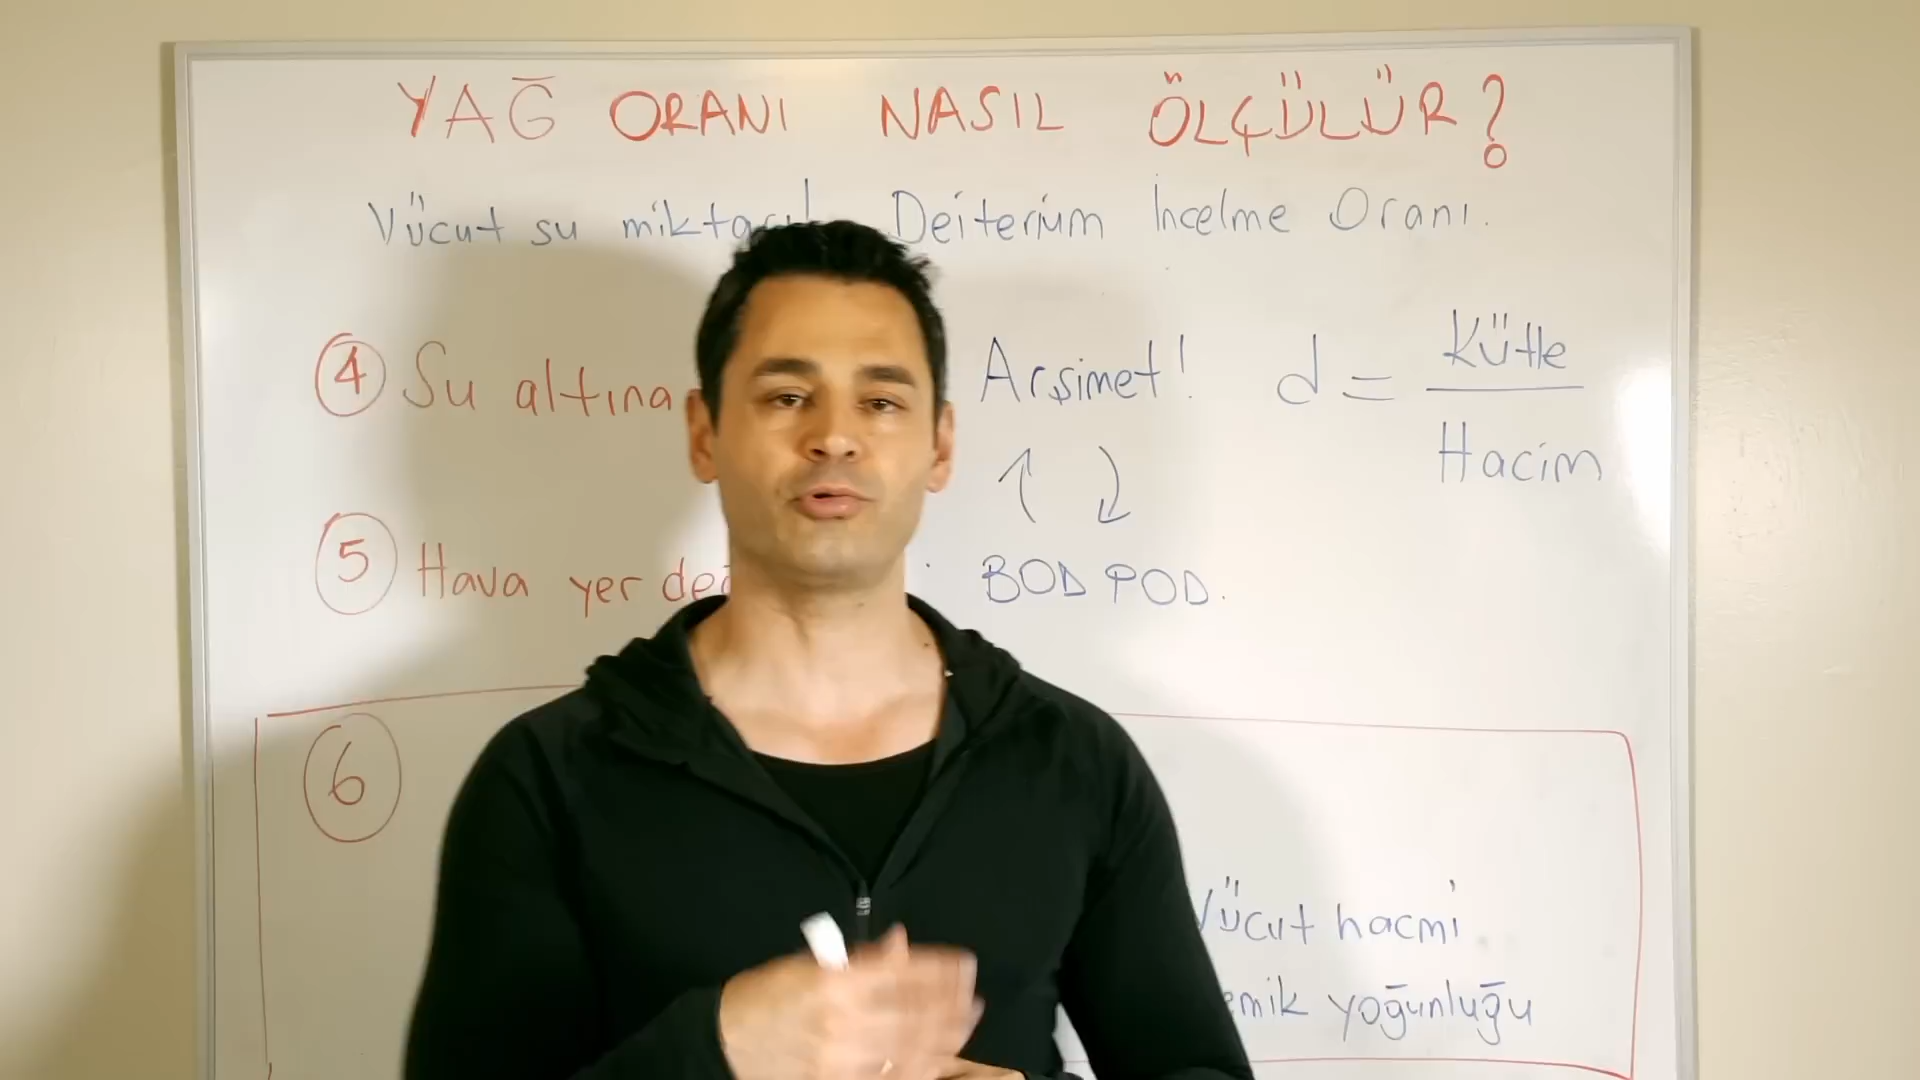 YAĞ ORANI NASIL ÖLÇÜLÜR?
Vücut su Deiterium İncelme Oranı.
④ Su altına Arşimet! d = Kütle / Hacim
⑤ Hava yer BOD POD.
⑥
Vücut hacmi
yoğunluğu